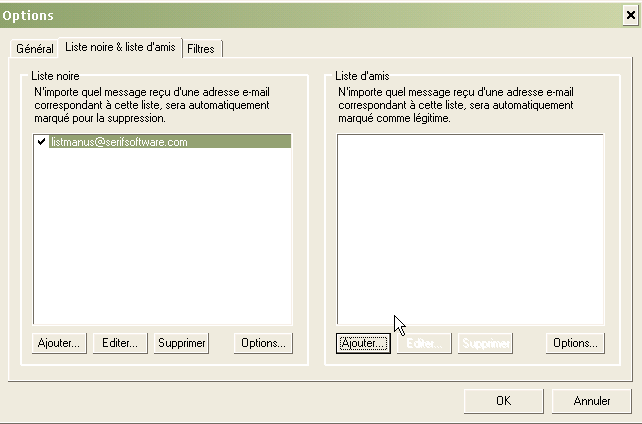 Options
Général
Liste noire & liste d'amis
Filtres
Liste noire
N'importe quel message reçu d'une adresse e-mail
correspondant à cette liste, sera automatiquement
marqué pour la suppression.
listmanus@serifsoftware.com
Ajouter...
Editer...
Supprimer
Options...
Liste d'amis
N'importe quel message reçu d'une adresse e-mail
correspondant à cette liste, sera automatiquement
marqué comme légitime.
Ajouter...
Editer...
Supprimer
Options...
OK
Annuler